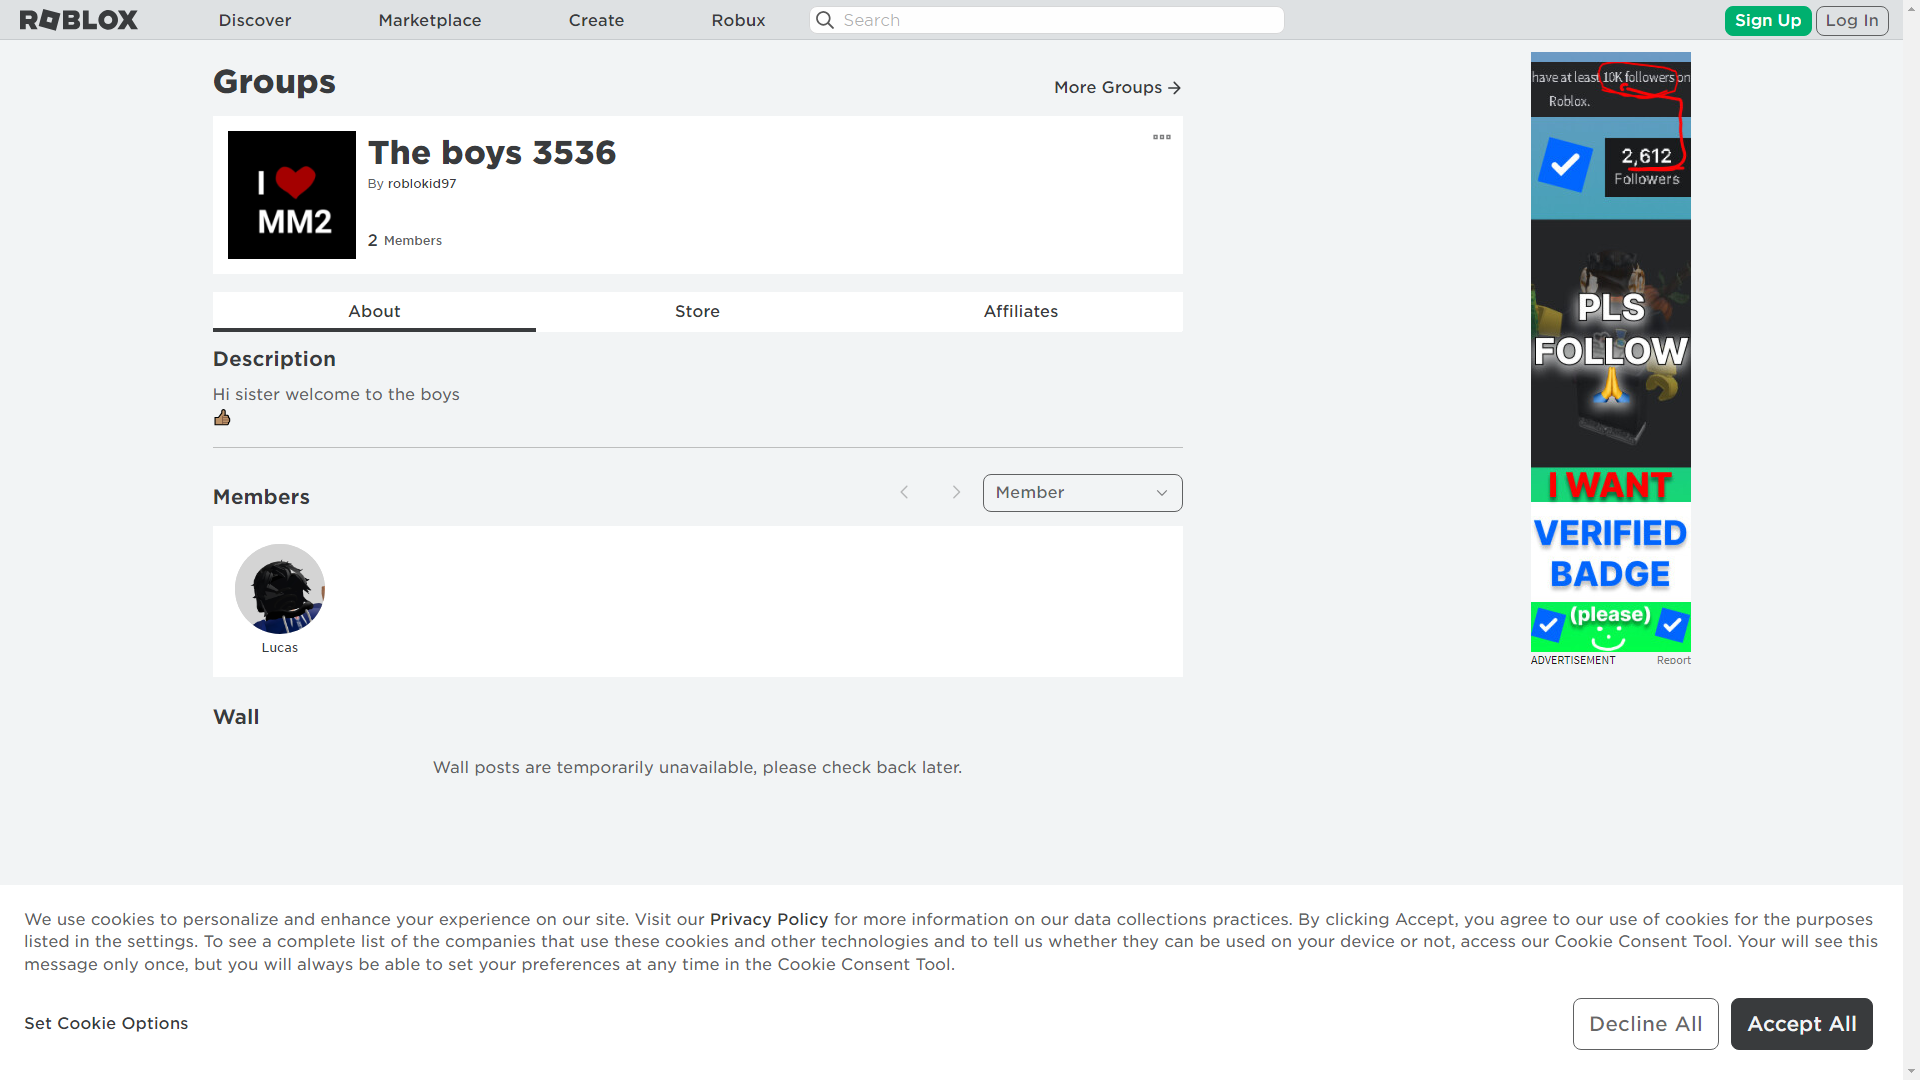 ROBLOX
Discover
Marketplace
Create
Robux
Search
Sign Up
Log In
Groups
More Groups
I
MM2
The boys 3536
By roblokid97
2 Members
About
Store
Affiliates
Description
Hi sister welcome to the boys
Members
Member
Lucas
Wall
Wall posts are temporarily unavailable, please check back later.
have at least 10K followers on
Roblox.
2,612
Followers
PLS
FOLLOW
I WANT
VERIFIED
BADGE
(please)
ADVERTISEMENT
Report
We use cookies to personalize and enhance your experience on our site. Visit our Privacy Policy for more information on our data collections practices. By clicking Accept, you agree to our use of cookies for the purposes
listed in the settings. To see a complete list of the companies that use these cookies and other technologies and to tell us whether they can be used on your device or not, access our Cookie Consent Tool. Your will see this
message only once, but you will always be able to set your preferences at any time in the Cookie Consent Tool.
Set Cookie Options
Decline All
Accept All